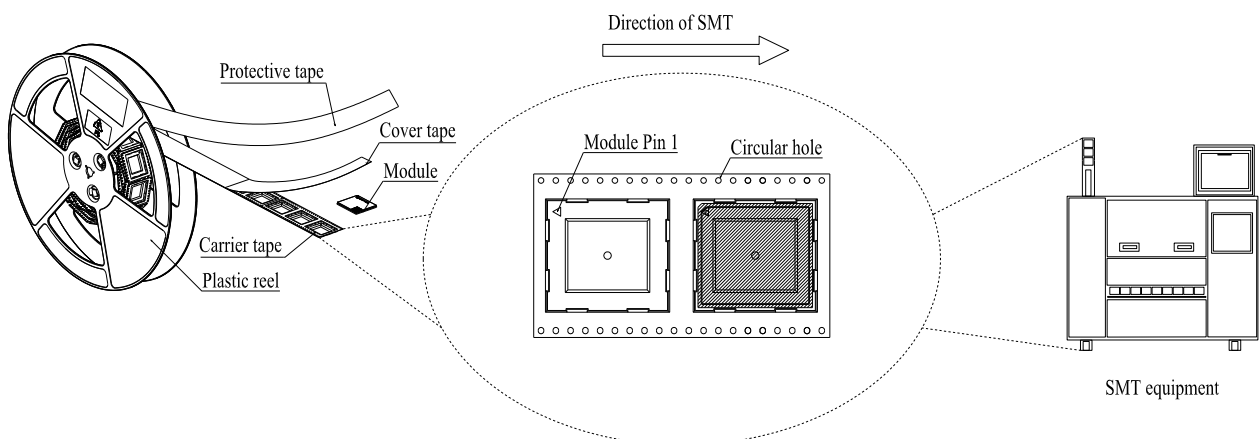 Direction of SMT
Protective tape
Cover tape
Module
Module Pin 1
Circular hole
Carrier tape
Plastic reel
SMT equipment